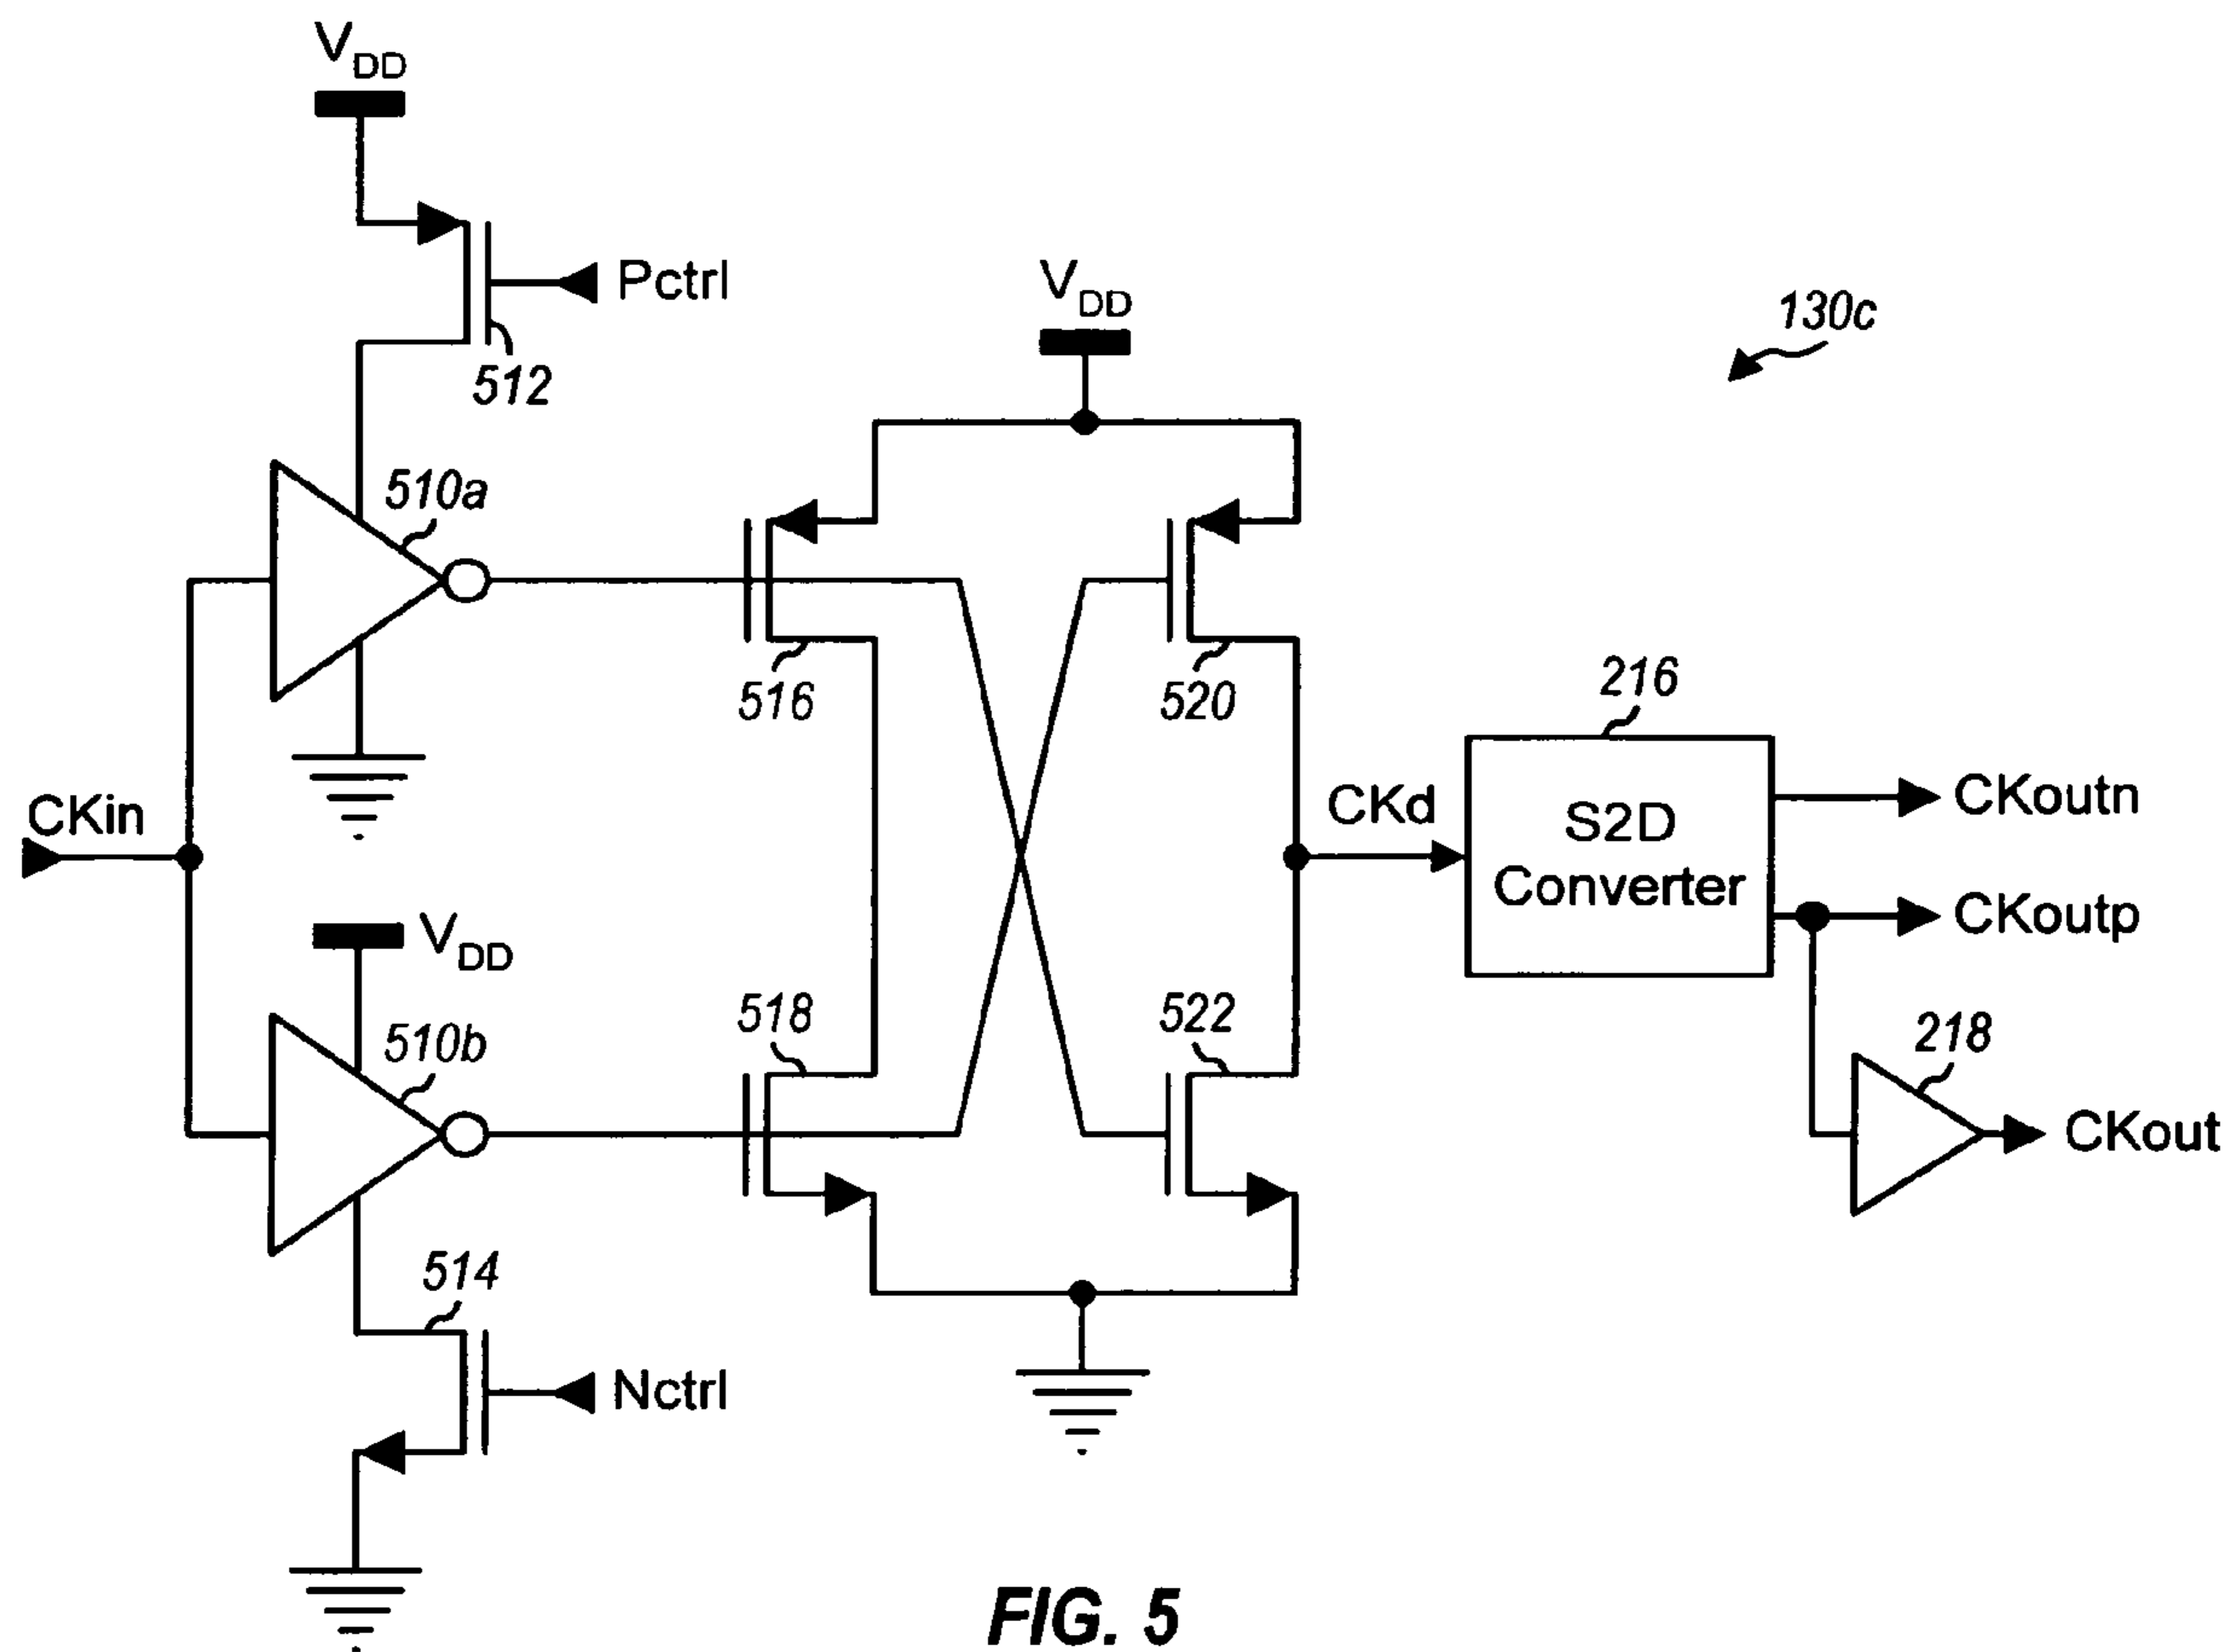 VDD
Pctrl
512
VDD
130c
510a
516
520
216
CKin
CKd
S2D
Converter
CKoutn
CKoutp
VDD
510b
518
522
218
CKout
514
Nctrl
FIG. 5